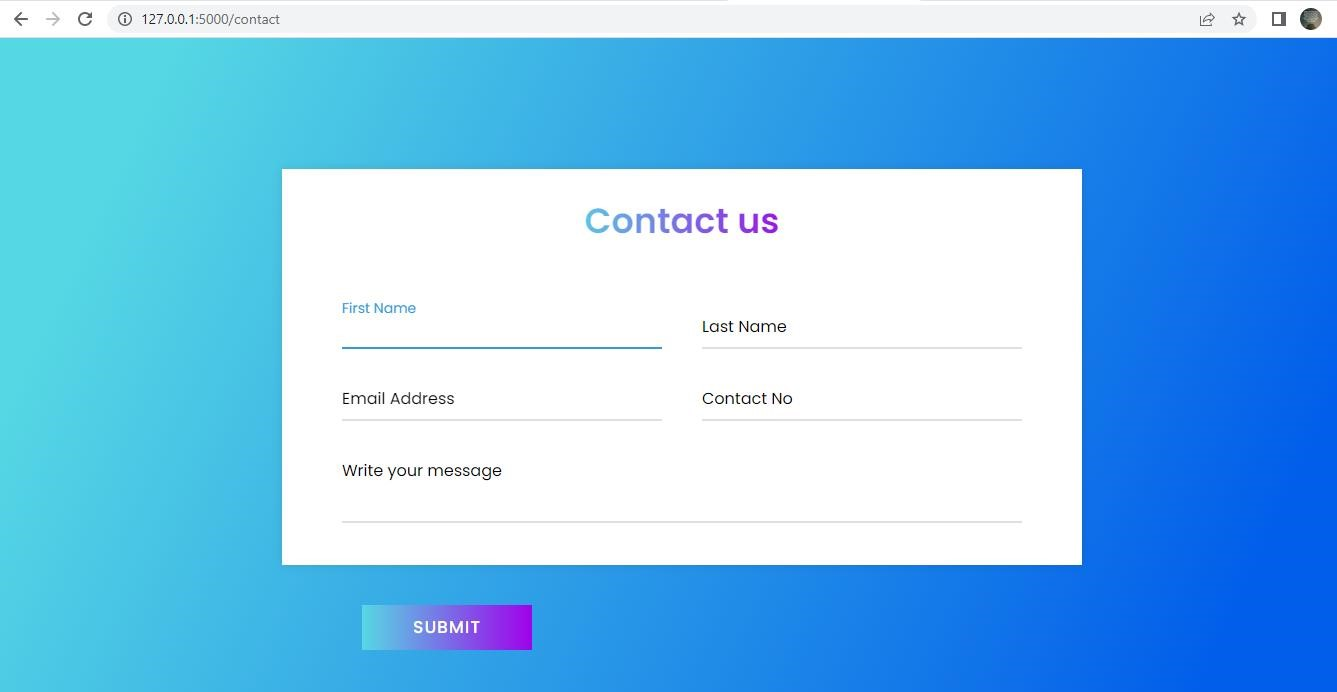 127.0.0.1:5000/contact
Contact us
First Name
Last Name
Email Address
Contact No
Write your message
SUBMIT